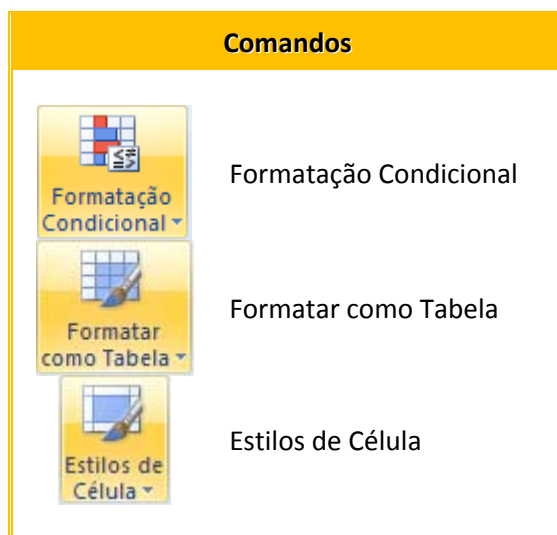 Comandos
Formatação
Condicional
Formatação Condicional
Formatar
como Tabela
Formatar como Tabela
Estilos de
Célula
Estilos de Célula